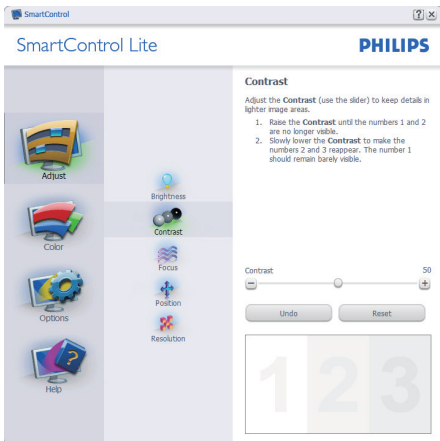 SmartControl
SmartControl Lite
PHILIPS
Adjust
Color
Options
Help
Brightness
Contrast
Focus
Position
Resolution
Contrast
Adjust the Contrast (use the slider) to keep details in
lighter image areas.
1. Raise the Contrast until the numbers 1 and 2
are no longer visible.
2. Slowly lower the Contrast to make the
numbers 2 and 3 reappear. The number 1
should remain barely visible.
Contrast 50
Undo Reset
1 2 3